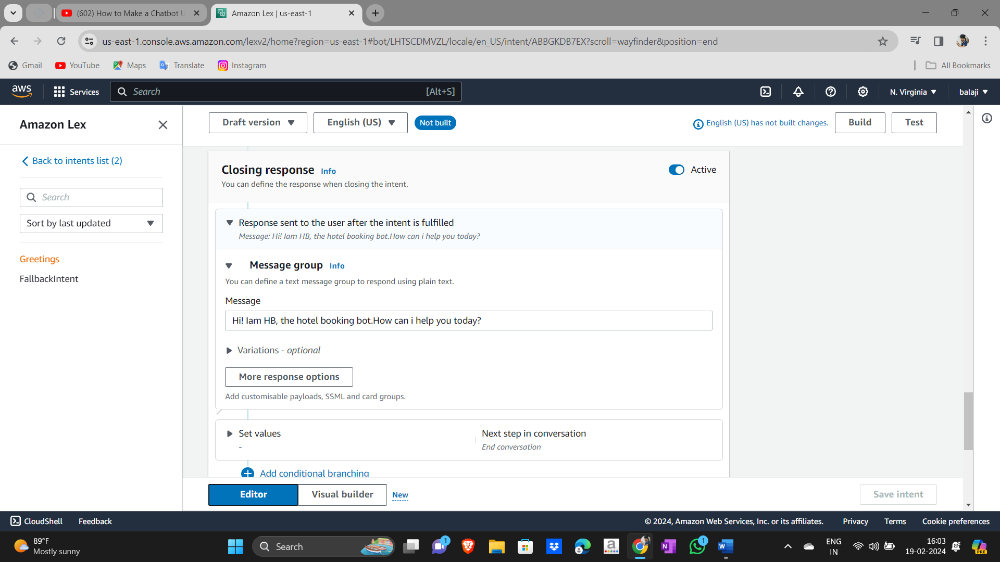 (602) How to Make a Chatbot U
Amazon Lex | us-east-1
us-east-1.console.aws.amazon.com/lexv2/home?region=us-east-1#bot/LHTSCDMVZL/locale/en_US/intent/ABBGKDB7EX?scroll=wayfinder&position=end
Gmail YouTube Maps Translate Instagram All Bookmarks
aws Services Search [Alt+S] N. Virginia balaji
Amazon Lex
Draft version English (US) Not built English (US) has not built changes. Build Test
Back to intents list (2)
Search
Sort by last updated
Greetings
FallbackIntent
Closing response Info Active
You can define the response when closing the intent.
Response sent to the user after the intent is fulfilled
Message: Hi! Iam HB, the hotel booking bot.How can i help you today?
Message group Info
You can define a text message group to respond using plain text.
Message
Hi! Iam HB, the hotel booking bot.How can i help you today?
Variations - optional
More response options
Add customisable payloads, SSML and card groups.
Set values Next step in conversation
- End conversation
Add conditional branching
Editor Visual builder New Save intent
CloudShell Feedback © 2024, Amazon Web Services, Inc. or its affiliates. Privacy Terms Cookie preferences
89°F
Mostly sunny
Search
1
1
ENG
IN
16:03
19-02-2024
PRE